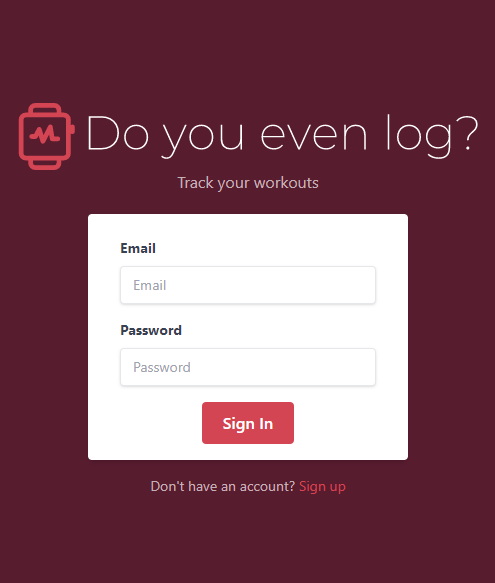 Do you even log?
Track your workouts
Email
Email
Password
Password
Sign In
Don't have an account? Sign up